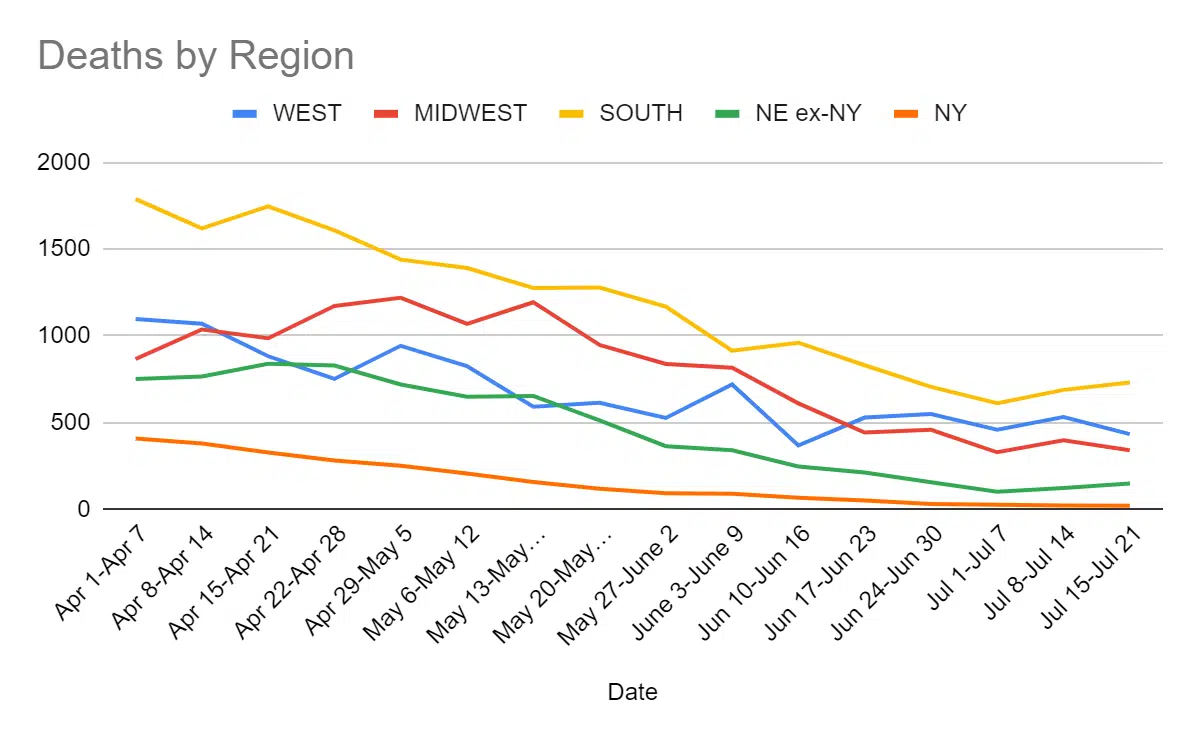 Deaths by Region
WEST MIDWEST SOUTH NE ex-NY NY
2000
1500
1000
500
0
Apr 1-Apr 7
Apr 8-Apr 14
Apr 15-Apr 21
Apr 22-Apr 28
Apr 29-May 5
May 6-May 12
May 13-May…
May 20-May…
May 27-June 2
June 3-June 9
Jun 10-Jun 16
Jun 17-Jun 23
Jun 24-Jun 30
Jul 1-Jul 7
Jul 8-Jul 14
Jul 15-Jul 21
Date